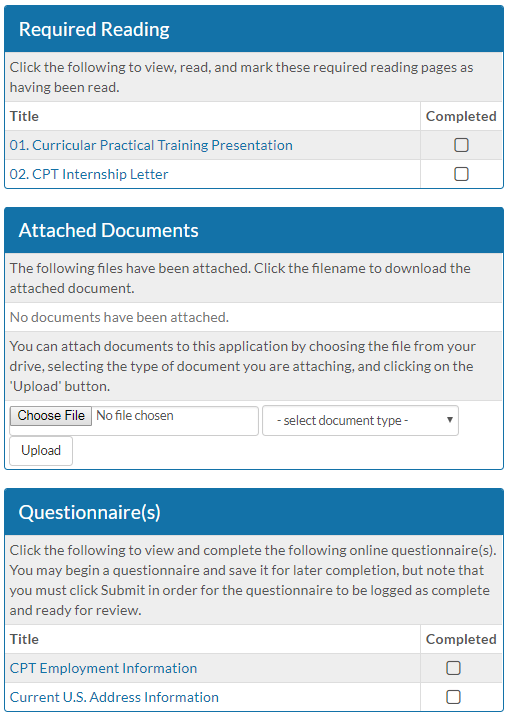 Required Reading
Click the following to view, read, and mark these required reading pages as
having been read.
Title Completed
01. Curricular Practical Training Presentation
02. CPT Internship Letter
Attached Documents
The following files have been attached. Click the filename to download the
attached document.
No documents have been attached.
You can attach documents to this application by choosing the file from your
drive, selecting the type of document you are attaching, and clicking on the
'Upload' button.
Choose File No file chosen - select document type -
Upload
Questionnaire(s)
Click the following to view and complete the following online questionnaire(s).
You may begin a questionnaire and save it for later completion, but note that
you must click Submit in order for the questionnaire to be logged as complete
and ready for review.
Title Completed
CPT Employment Information
Current U.S. Address Information